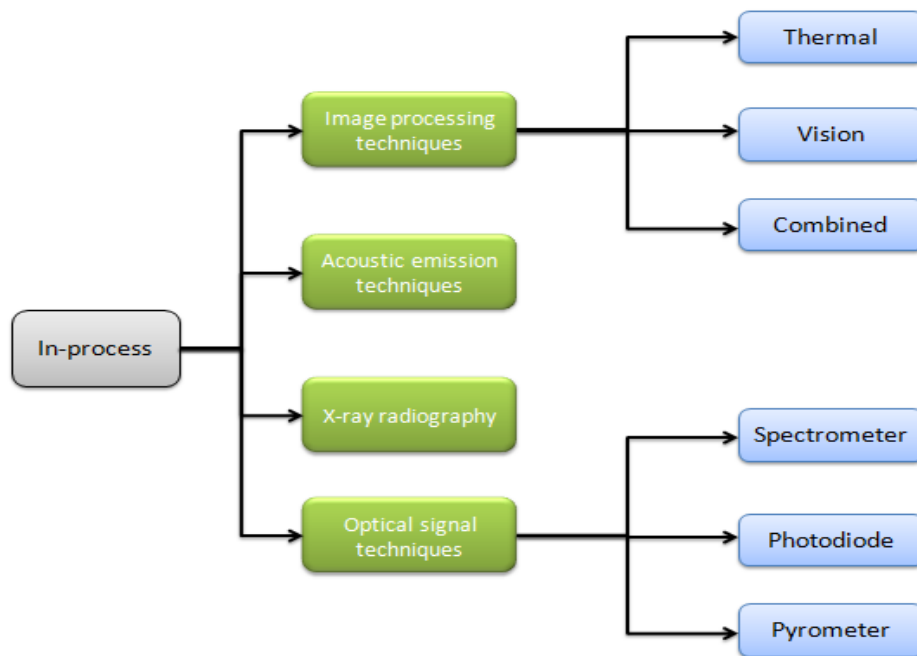 In-process
Image processing
techniques
Acoustic emission
techniques
X-ray radiography
Optical signal
techniques
Thermal
Vision
Combined
Spectrometer
Photodiode
Pyrometer